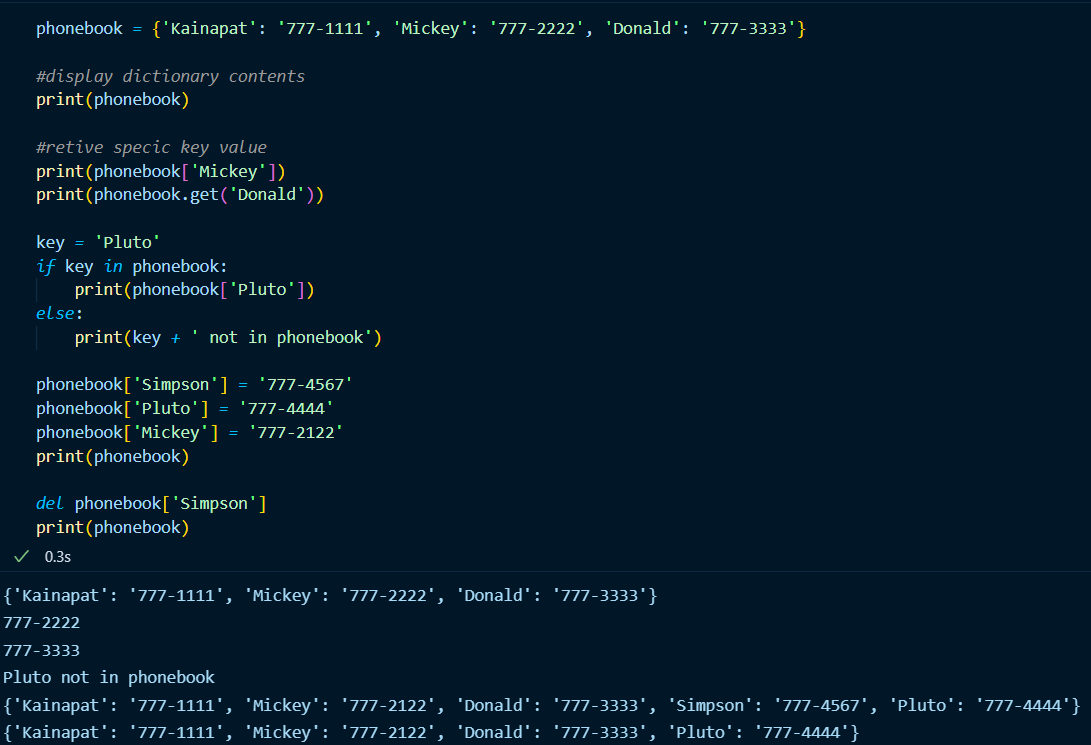 phonebook = {'Kainapat': '777-1111', 'Mickey': '777-2222', 'Donald': '777-3333'}
#display dictionary contents
print(phonebook)
#retive specic key value
print(phonebook['Mickey'])
print(phonebook.get('Donald'))
key = 'Pluto'
if key in phonebook:
    print(phonebook['Pluto'])
else:
    print(key + ' not in phonebook')
phonebook['Simpson'] = '777-4567'
phonebook['Pluto'] = '777-4444'
phonebook['Mickey'] = '777-2122'
print(phonebook)
del phonebook['Simpson']
print(phonebook)
0.3s
{'Kainapat': '777-1111', 'Mickey': '777-2222', 'Donald': '777-3333'}
777-2222
777-3333
Pluto not in phonebook
{'Kainapat': '777-1111', 'Mickey': '777-2122', 'Donald': '777-3333', 'Simpson': '777-4567', 'Pluto': '777-4444'}
{'Kainapat': '777-1111', 'Mickey': '777-2122', 'Donald': '777-3333', 'Pluto': '777-4444'}